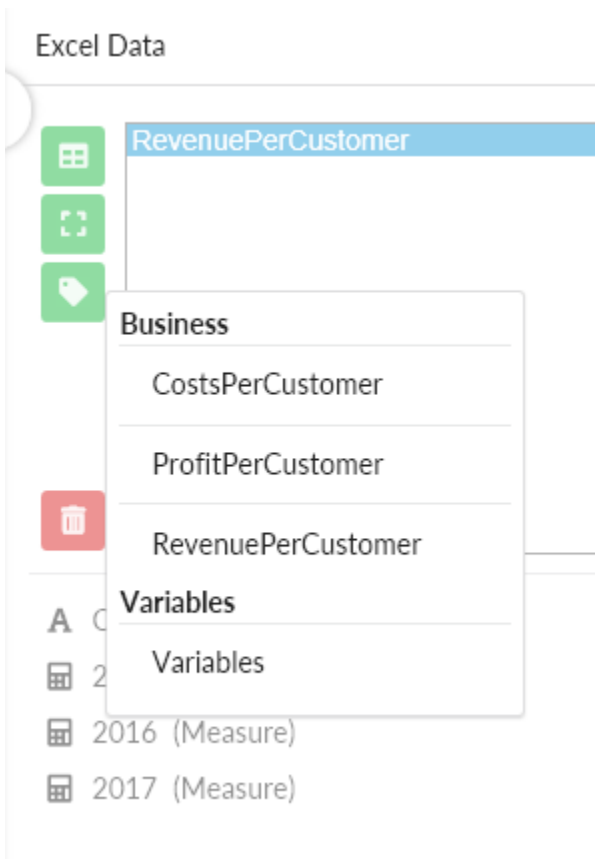 Excel Data
RevenuePerCustomer
Business
CostsPerCustomer
ProfitPerCustomer
RevenuePerCustomer
Variables
Variables
2016 (Measure)
2017 (Measure)